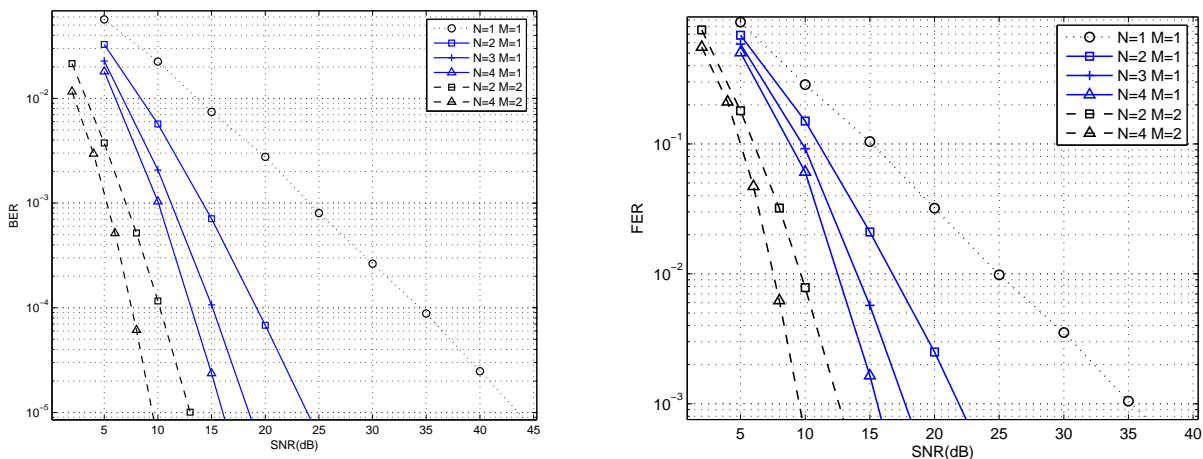 N=1 M=1
N=2 M=1
N=3 M=1
N=4 M=1
N=2 M=2
N=4 M=2
10^-2
10^-3
10^-4
10^-5
BER
5 10 15 20 25 30 35 40 45
SNR(dB)
N=1 M=1
N=2 M=1
N=3 M=1
N=4 M=1
N=2 M=2
N=4 M=2
10^-1
10^-2
10^-3
FER
5 10 15 20 25 30 35 40
SNR(dB)